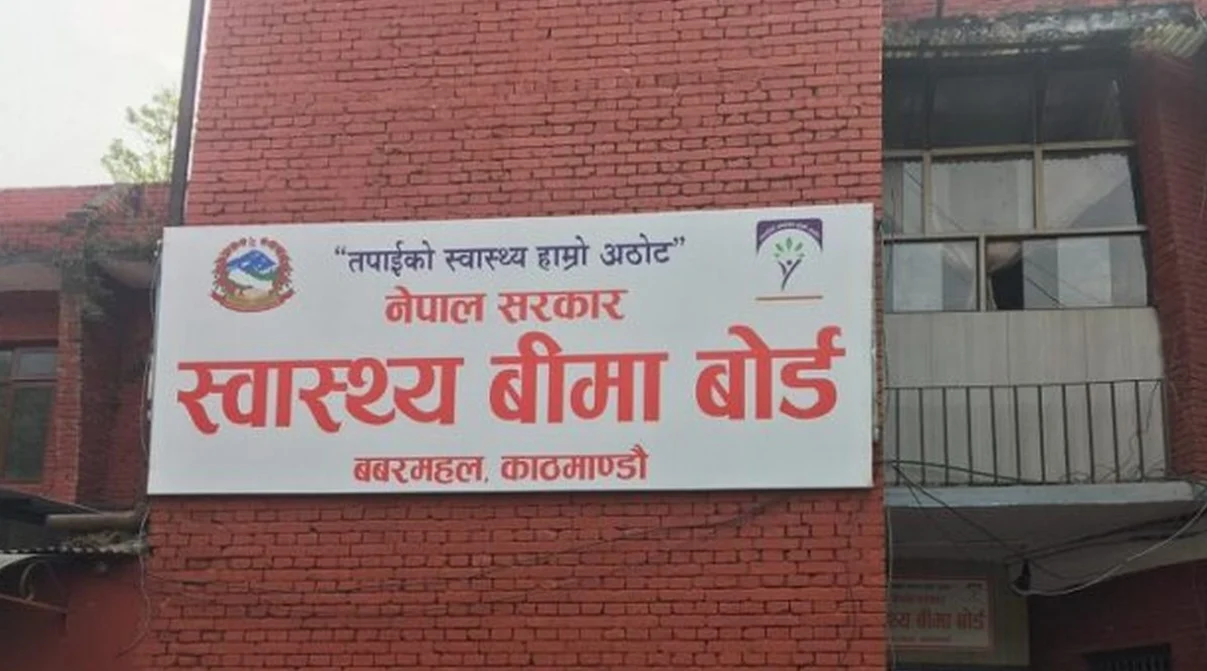 “तपाईको स्वास्थ्य हाम्रो अठोट”
नेपाल सरकार
स्वास्थ्य बीमा बोर्ड
बबरमहल, काठमाण्डौ
बीमा बोर्ड